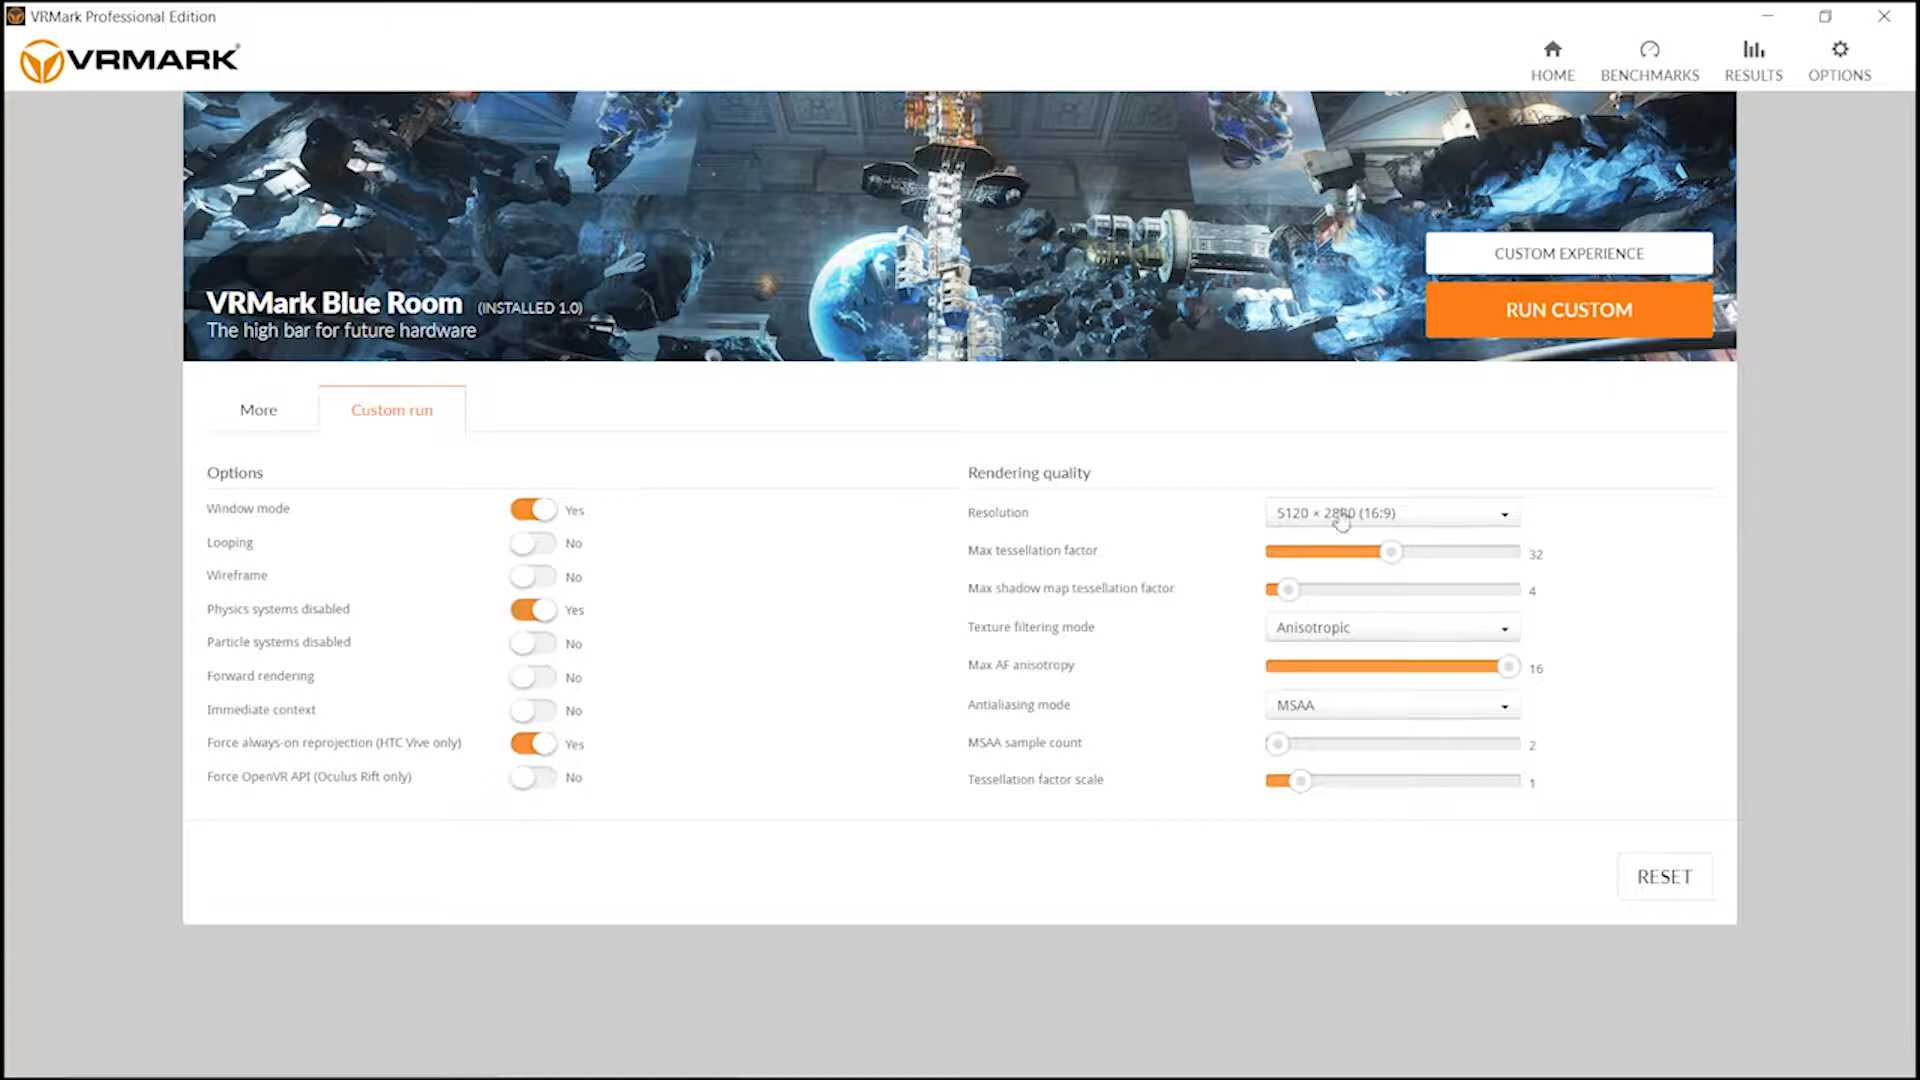 VRMark Professional Edition
VRMARK
HOME
BENCHMARKS
RESULTS
OPTIONS
CUSTOM EXPERIENCE
RUN CUSTOM
VRMark Blue Room (INSTALLED 1.0)
The high bar for future hardware
More
Custom run
Options
Window mode Yes
Looping No
Wireframe No
Physics systems disabled Yes
Particle systems disabled No
Forward rendering No
Immediate context No
Force always-on reprojection (HTC Vive only) Yes
Force OpenVR API (Oculus Rift only) No
Rendering quality
Resolution 5120 × 2880 (16:9)
Max tessellation factor 32
Max shadow map tessellation factor 4
Texture filtering mode Anisotropic
Max AF anisotropy 16
Antialiasing mode MSAA
MSAA sample count 2
Tessellation factor scale 1
RESET